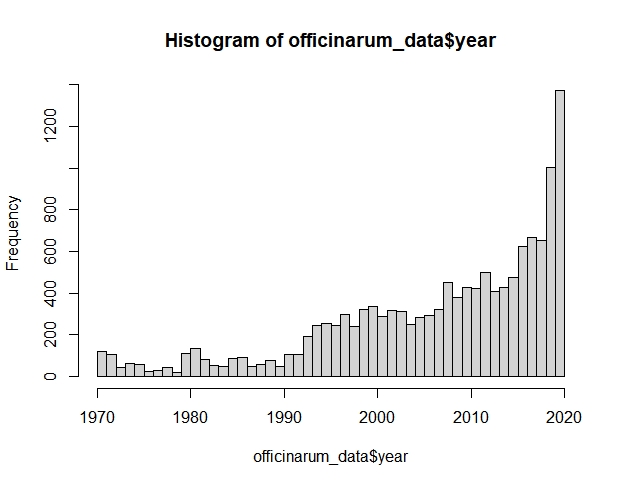 Histogram of officinarum_data$year
Frequency
0 200 400 600 800 1200
1970 1980 1990 2000 2010 2020
officinarum_data$year